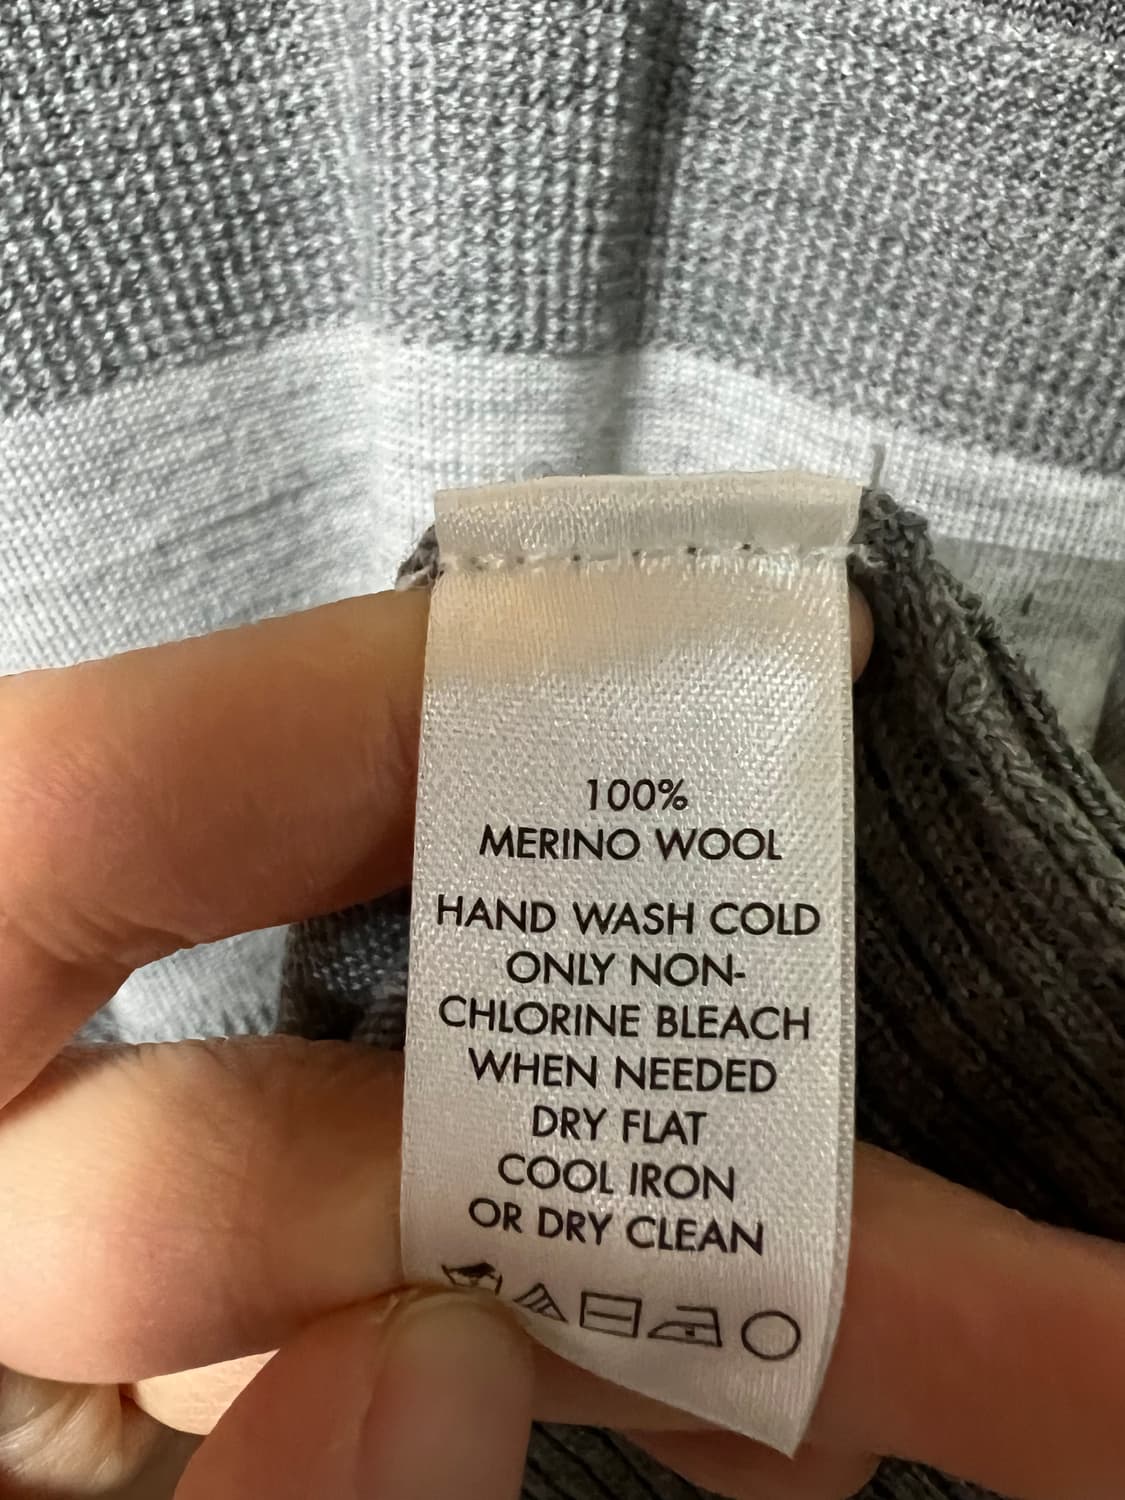 100%
MERINO WOOL
HAND WASH COLD
ONLY NON-
CHLORINE BLEACH
WHEN NEEDED
DRY FLAT
COOL IRON
OR DRY CLEAN